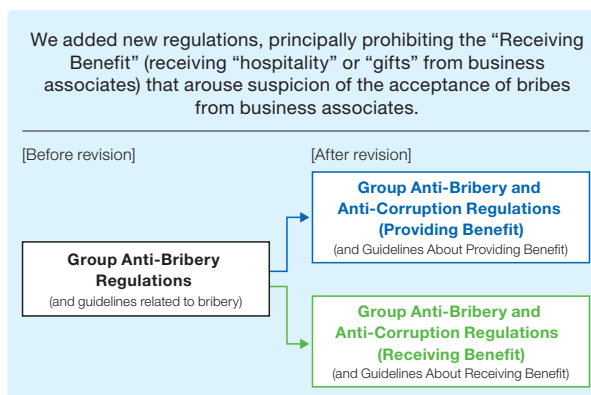 We added new regulations, principally prohibiting the “Receiving
Benefit” (receiving “hospitality” or “gifts” from business
associates) that arouse suspicion of the acceptance of bribes
from business associates.
[Before revision]
[After revision]
Group Anti-Bribery
Regulations
(and guidelines related to bribery)
Group Anti-Bribery and
Anti-Corruption Regulations
(Providing Benefit)
(and Guidelines About Providing Benefit)
Group Anti-Bribery and
Anti-Corruption Regulations
(Receiving Benefit)
(and Guidelines About Receiving Benefit)